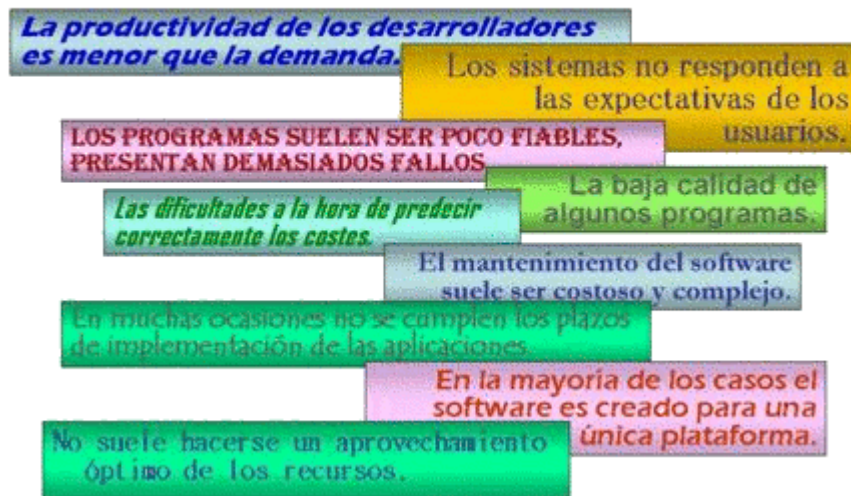 La productividad de los desarrolladores
es menor que la demanda.
Los sistemas no responden a
las expectativas de los
usuarios.
LOS PROGRAMAS SUELEN SER POCO FIABLES,
PRESENTAN DEMASIADOS FALLOS
La baja calidad de
algunos programas.
Las dificultades a la hora de predecir
correctamente los costes.
El mantenimiento del software
suele ser costoso y complejo.
En muchas ocasiones no se cumplen los plazos
de implementación de las aplicaciones
En la mayoría de los casos el
software es creado para una
única plataforma.
No suele hacerse un aprovechamiento
óptimo de los recursos.